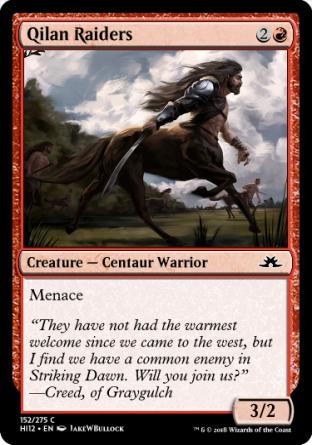 Qilan Raiders 2
Creature — Centaur Warrior
Menace
“They have not had the warmest
welcome since we came to the west, but
I find we have a common enemy in
Striking Dawn. Will you join us?”
—Creed, of Graygulch
3/2
152/275 C
HI12 • EN JAKEWBULLOCK
™ & © 2018 Wizards of the Coast